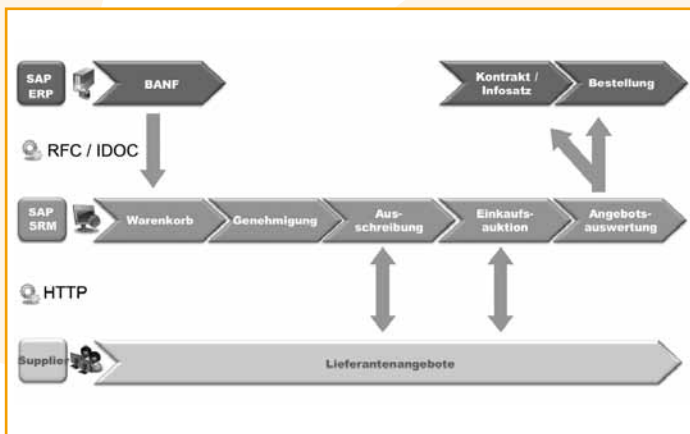 SAP
ERP
BANF
Kontrakt /
Infosatz
Bestellung
RFC / IDOC
SAP
SRM
Warenkorb
Genehmigung
Aus-
schreibung
Einkaufs-
auktion
Angebots-
auswertung
HTTP
Supplier
Lieferantenangebote